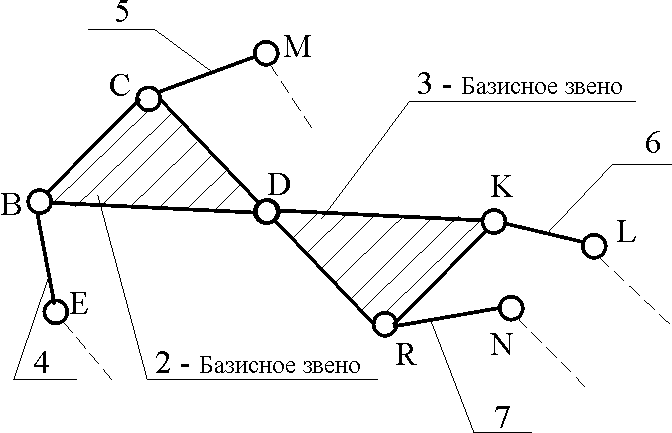 5
M
C
3 - Базисное звено
6
B
D
K
L
E
4
2 - Базисное звено
R
N
7